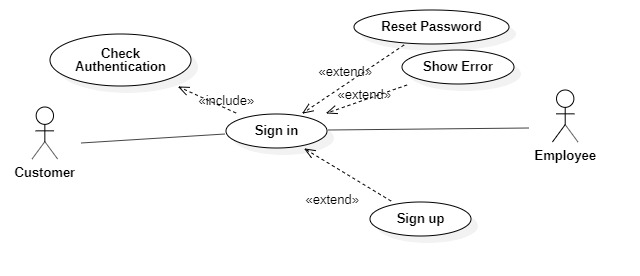 Reset Password
Check
Authentication
«extend»
Show Error
«extend»
«include»
Sign in
Customer
Employee
«extend»
Sign up